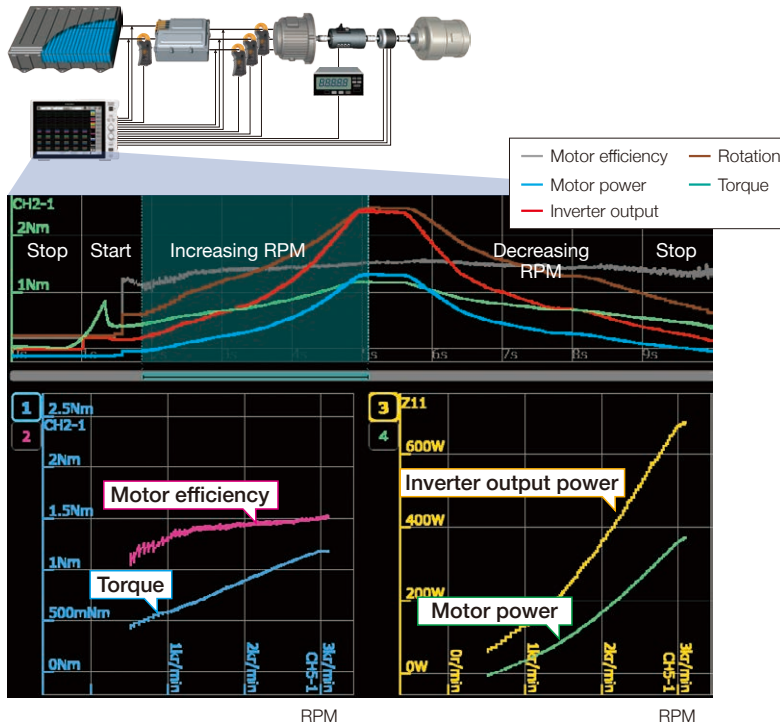 Motor efficiency
Rotation
Motor power
Torque
Inverter output
CH2-1
2Nm
Stop
Start
Increasing RPM
Decreasing
RPM
Stop
1Nm
6s
7s
8s
9s
1
2.5Nm
2
CH2-1
2Nm
Motor efficiency
1.5Nm
1Nm
Torque
500mNm
0Nm
1kr/min
2kr/min
3kr/min
CH5-1
RPM
3
Z11
4
600W
Inverter output power
400W
200W
Motor power
0W
0r/min
1kr/min
2kr/min
3kr/min
CH5-1
RPM